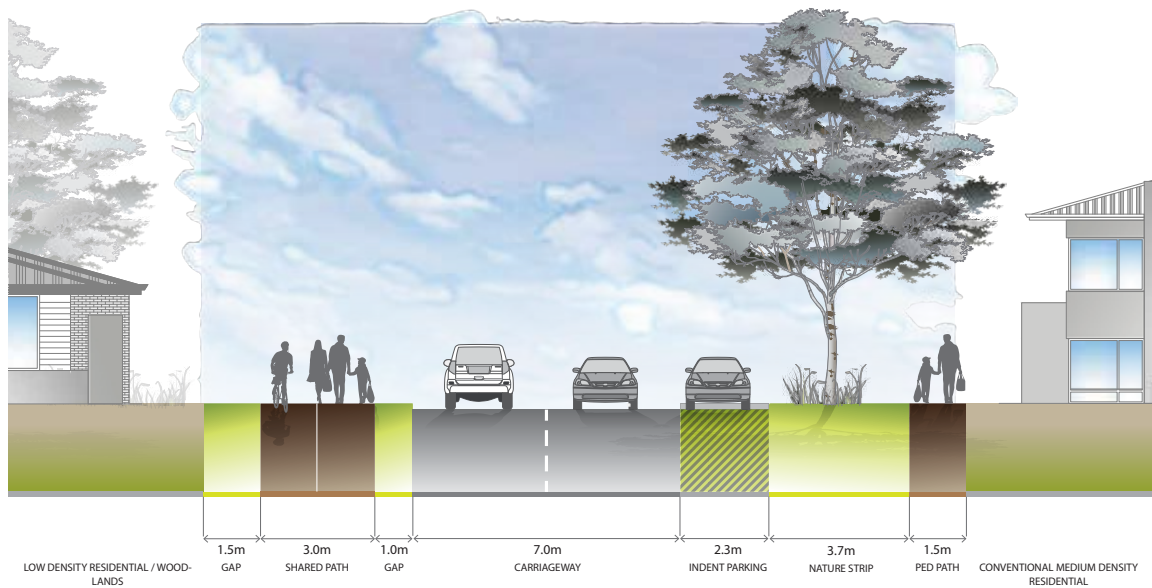 1.5m 3.0m 1.0m 7.0m 2.3m 3.7m 1.5m
LOW DENSITY RESIDENTIAL / WOOD-
LANDS
GAP SHARED PATH GAP CARRIAGEWAY INDENT PARKING NATURE STRIP PED PATH
CONVENTIONAL MEDIUM DENSITY
RESIDENTIAL